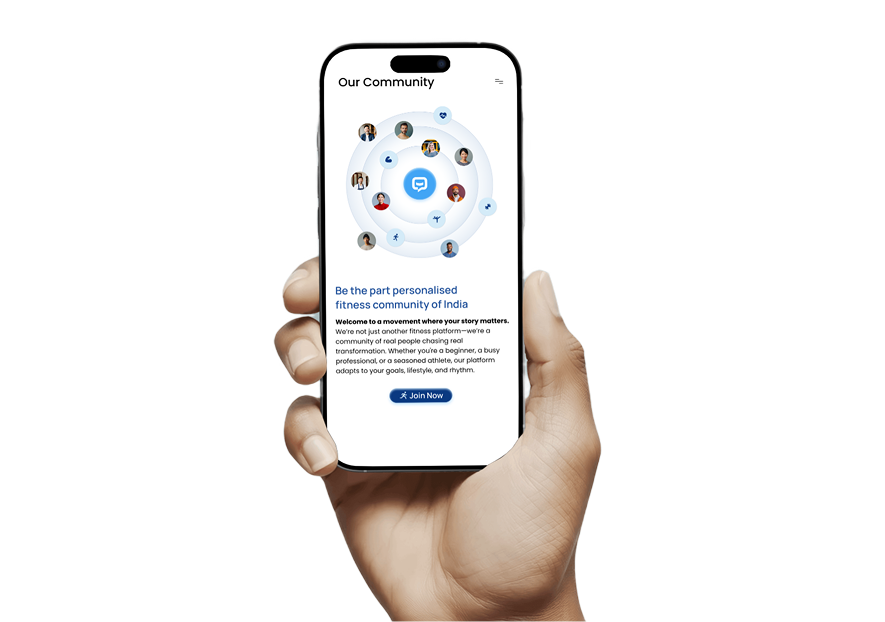 Our Community
Be the part personalised
fitness community of India
Welcome to a movement where your story matters.
We're not just another fitness platform—we're a
community of real people chasing real
transformation. Whether you're a beginner, a busy
professional, or a seasoned athlete, our platform
adapts to your goals, lifestyle, and rhythm.
Join Now